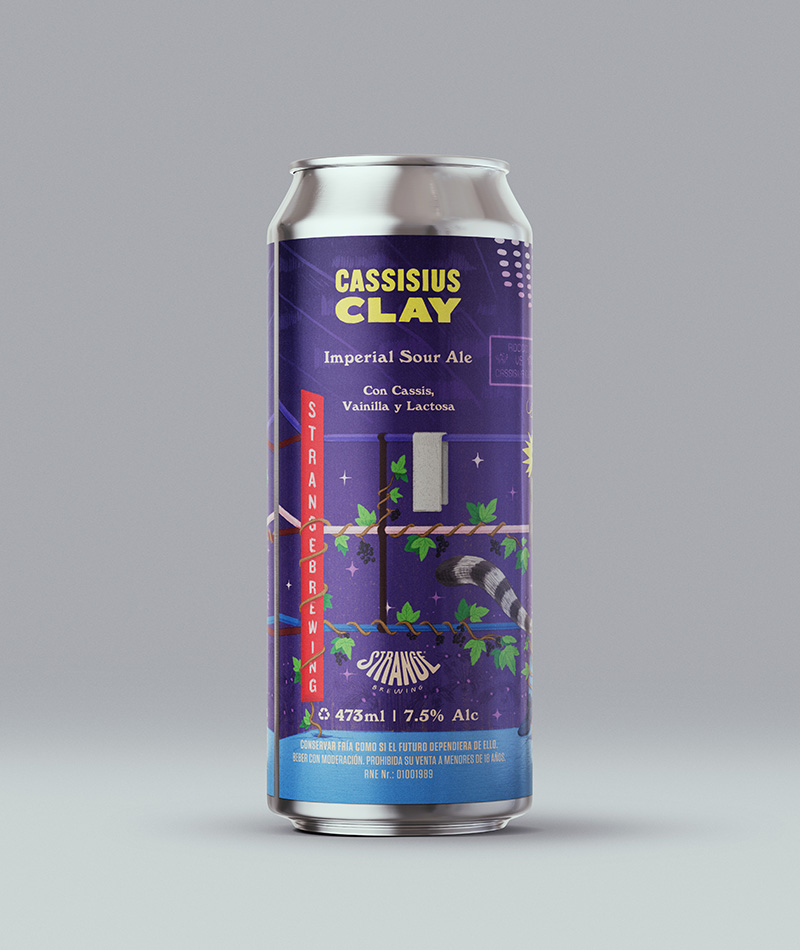 CASSISIUS
CLAY
Imperial Sour Ale
Con Cassis,
Vainilla y Lactosa
STRANGEBREWING
STRANGE
BREWING
473ml | 7.5% Alc
CONSERVAR FRÍA COMO SI EL FUTURO DEPENDIERA DE ELLO.
BEBER CON MODERACIÓN. PROHIBIDA SU VENTA A MENORES DE 18 AÑOS.
RNE Nr.: 01001989